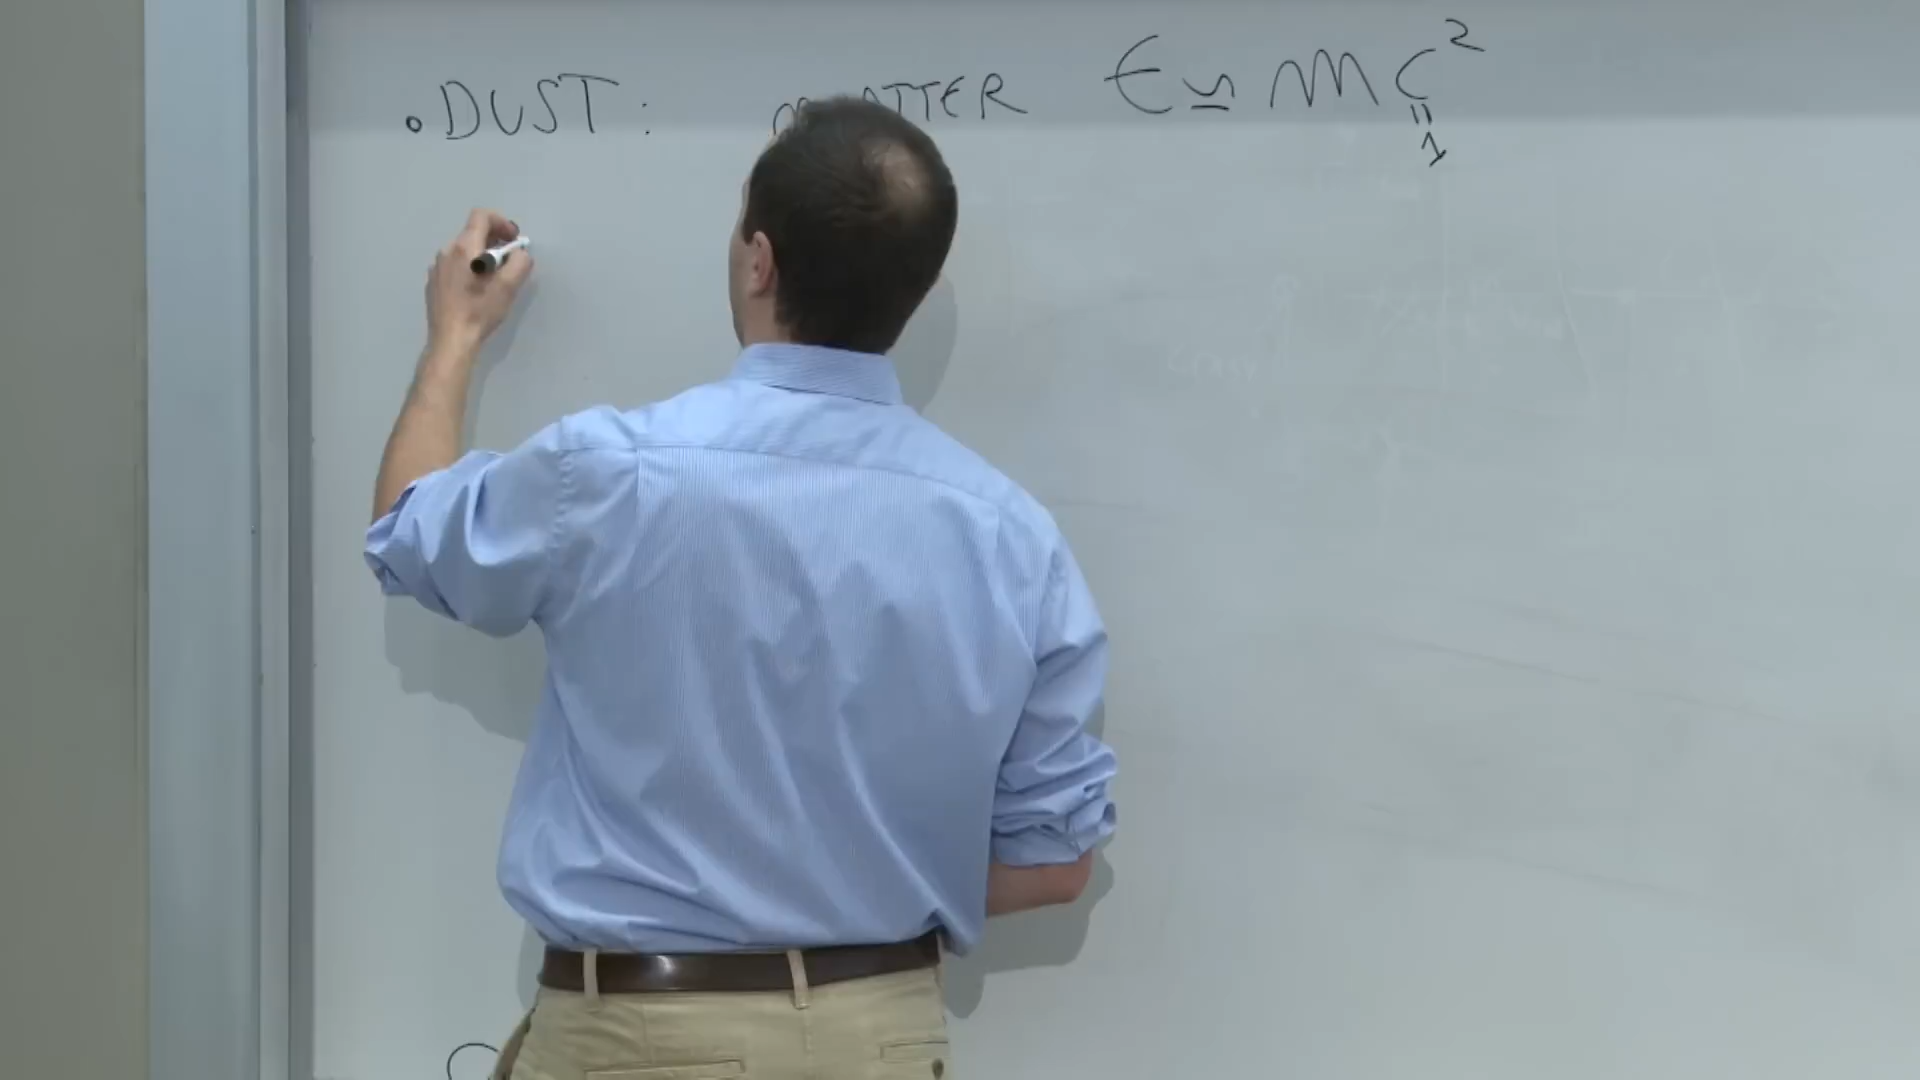 • DUST: MATTER E ≃ mc²
=
1